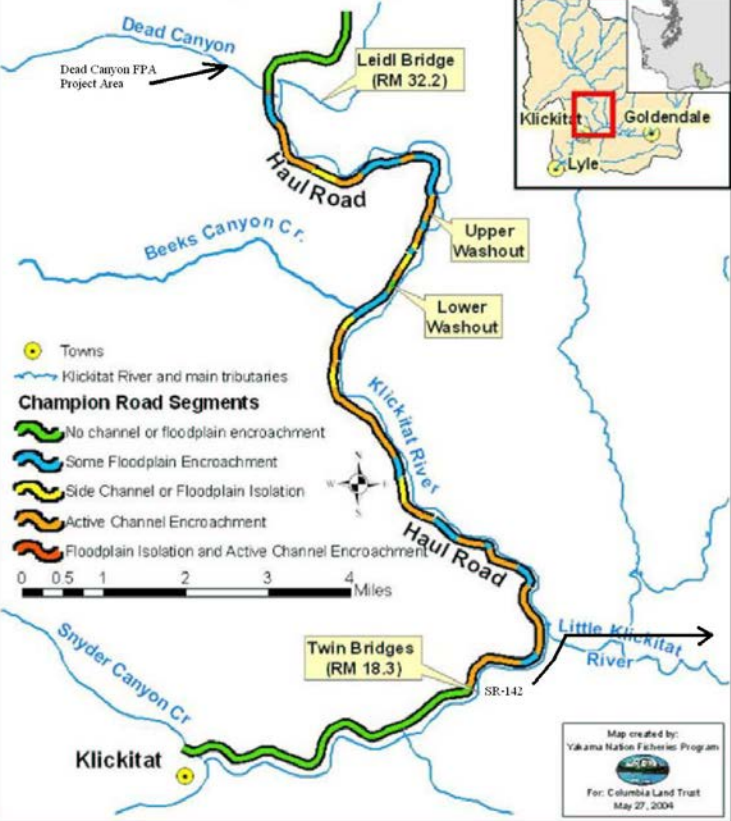 Dead Canyon
Dead Canyon FPA
Project Area
Leidl Bridge
(RM 32.2)
Klickitat
Goldendale
Lyle
Haul Road
Beeks Canyon Cr.
Upper
Washout
Lower
Washout
Towns
Klickitat River and main tributaries
Champion Road Segments
No channel or floodplain encroachment
Some Floodplain Encroachment
Side Channel or Floodplain Isolation
Active Channel Encroachment
Floodplain Isolation and Active Channel Encroachment
Klickitat River
N
W
E
S
Haul Road
0 0.5 1 2 3 4
Miles
Snyder Canyon Cr
Twin Bridges
(RM 18.3)
Little Klickitat
River
SR-142
Klickitat
Map created by:
Yakama Nation Fisheries Program
For: Columbia Land Trust
May 27, 2004